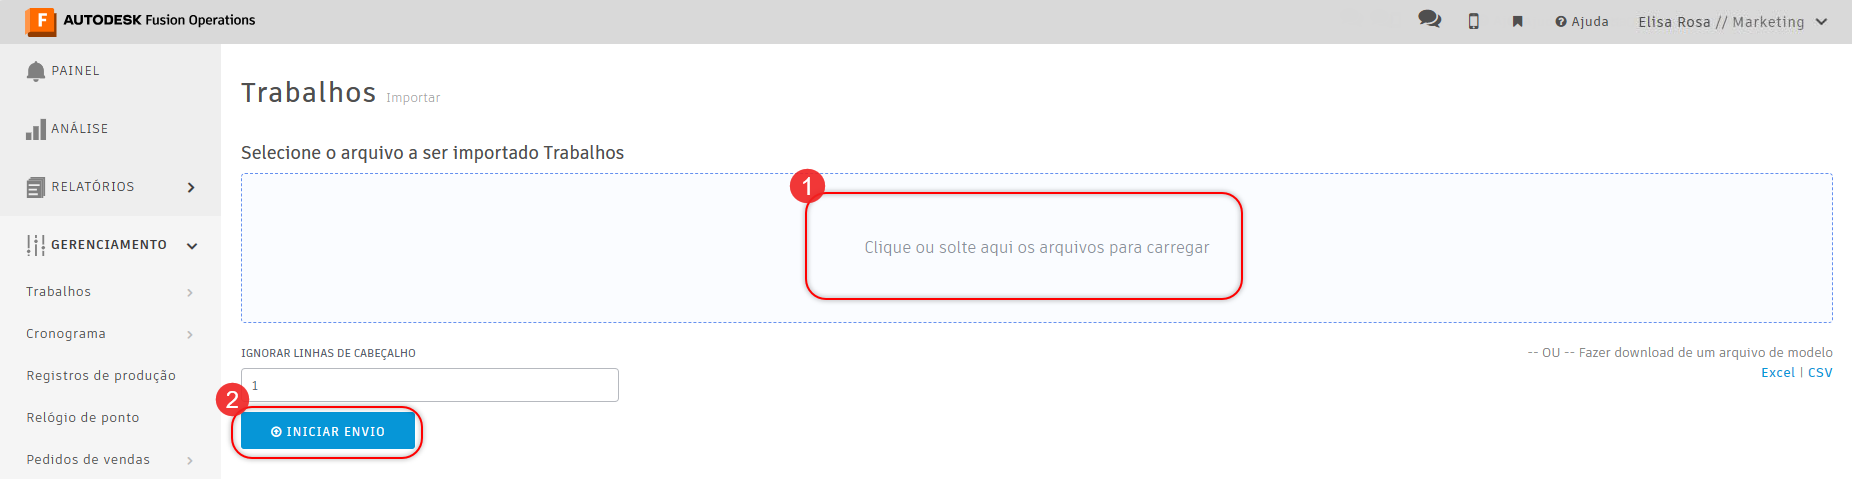 F AUTODESK Fusion Operations
Ajuda
Elisa Rosa // Marketing
PAINEL
ANÁLISE
RELATÓRIOS
GERENCIAMENTO
Trabalhos
Cronograma
Registros de produção
Relógio de ponto
Pedidos de vendas
Trabalhos Importar
Selecione o arquivo a ser importado Trabalhos
1
Clique ou solte aqui os arquivos para carregar
IGNORAR LINHAS DE CABEÇALHO
1
-- OU -- Fazer download de um arquivo de modelo
Excel | CSV
2
INICIAR ENVIO